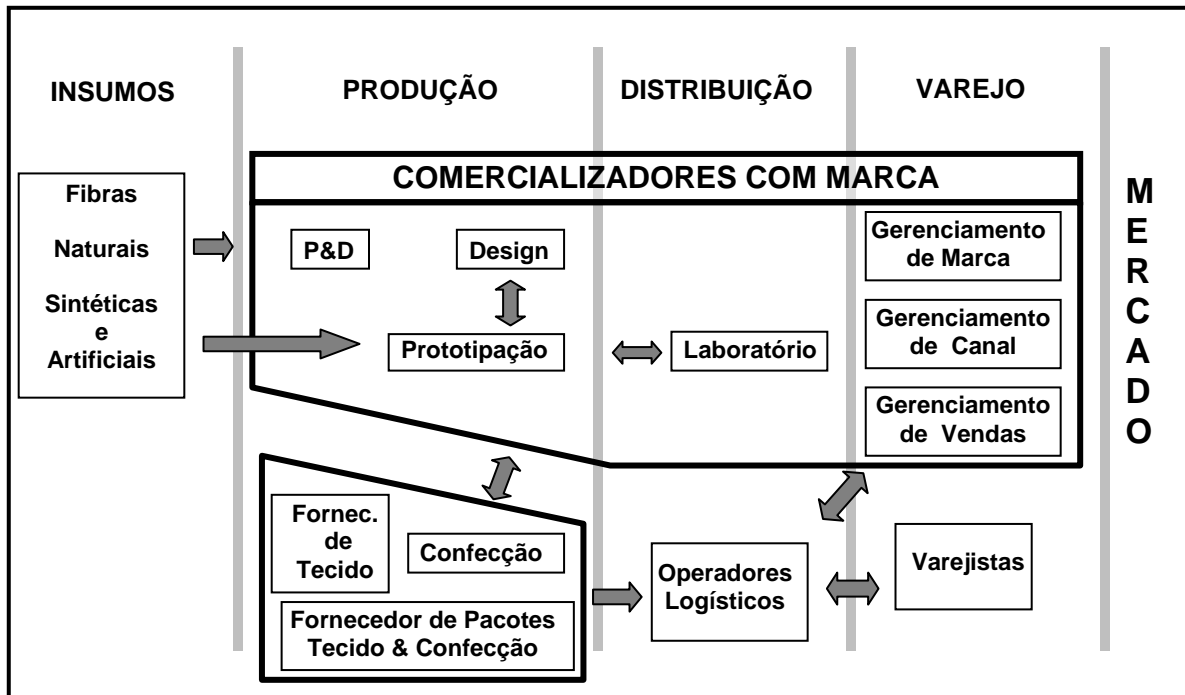 INSUMOS
PRODUÇÃO
DISTRIBUIÇÃO
VAREJO
COMERCIALIZADORES COM MARCA
Fibras
Naturais
Sintéticas
e
Artificiais
P&D
Design
Prototipação
Laboratório
Gerenciamento
de Marca
Gerenciamento
de Canal
Gerenciamento
de Vendas
Fornec.
de
Tecido
Confecção
Fornecedor de Pacotes
Tecido & Confecção
Operadores
Logísticos
Varejistas
M
E
R
C
A
D
O